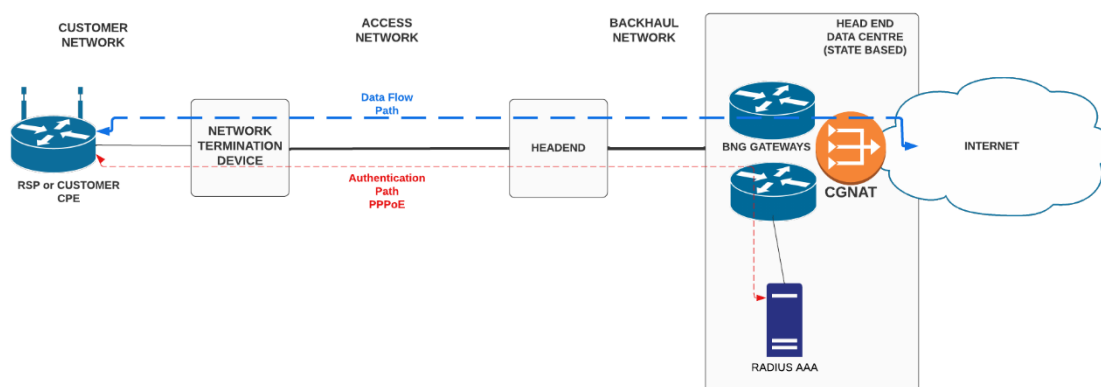 CUSTOMER
NETWORK
ACCESS
NETWORK
BACKHAUL
NETWORK
HEAD END
DATA CENTRE
(STATE BASED)
Data Flow
Path
NETWORK
TERMINATION
DEVICE
HEADEND
BNG GATEWAYS
INTERNET
RSP or CUSTOMER
CPE
Authentication
Path
PPPoE
CGNAT
RADIUS AAA